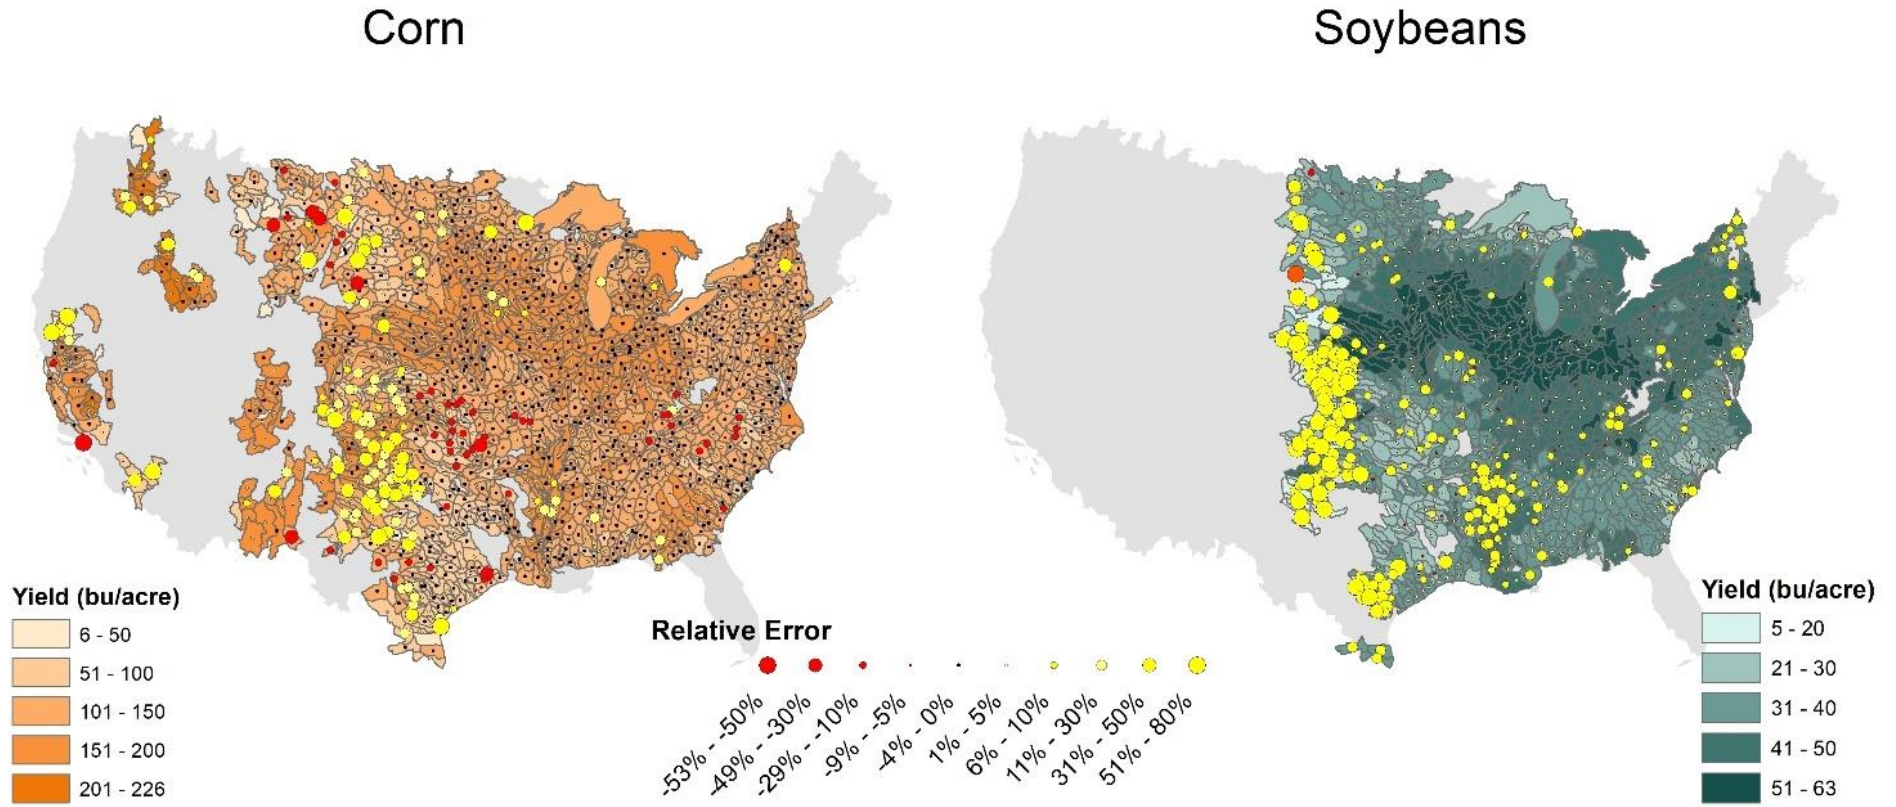 Corn
Soybeans
Yield (bu/acre)
6 - 50
51 - 100
101 - 150
151 - 200
201 - 226
Relative Error
-53% - -50%
-49% - -30%
-29% - -10%
-9% - -5%
-4% - 0%
1% - 5%
6% - 10%
11% - 30%
31% - 50%
51% - 80%
Yield (bu/acre)
5 - 20
21 - 30
31 - 40
41 - 50
51 - 63